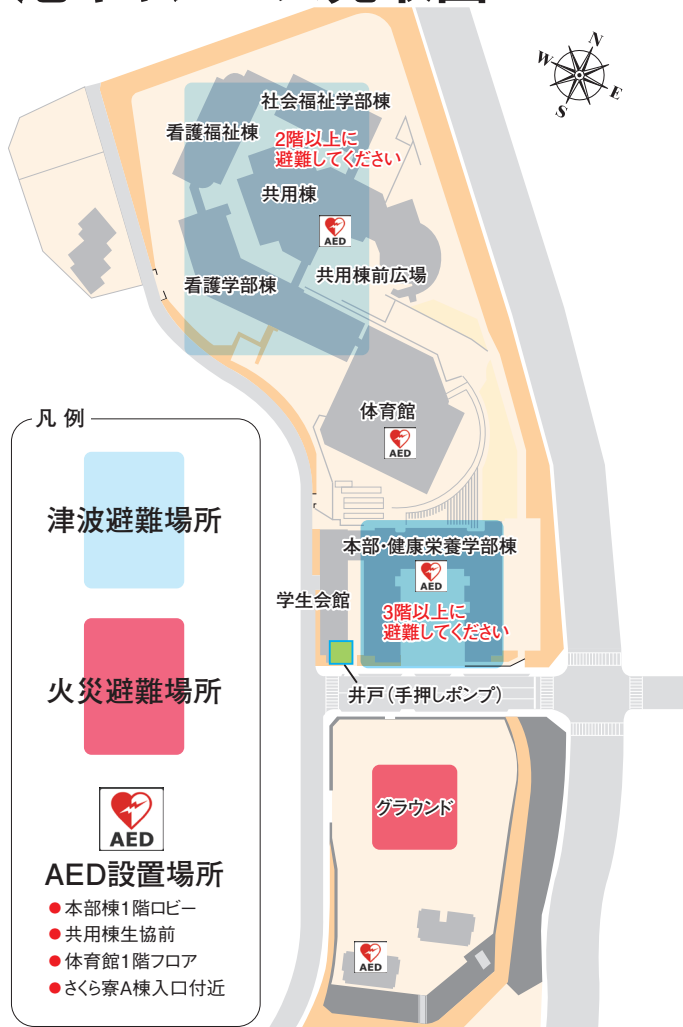 N
W
E
S
社会福祉学部棟
看護福祉棟
2階以上に
避難してください
共用棟
AED
看護学部棟
共用棟前広場
体育館
AED
本部・健康栄養学部棟
AED
学生会館
3階以上に
避難してください
井戸(手押しポンプ)
グラウンド
AED
凡例
津波避難場所
火災避難場所
AED
AED設置場所
●本部棟1階ロビー
●共用棟生協前
●体育館1階フロア
●さくら寮A棟入口付近